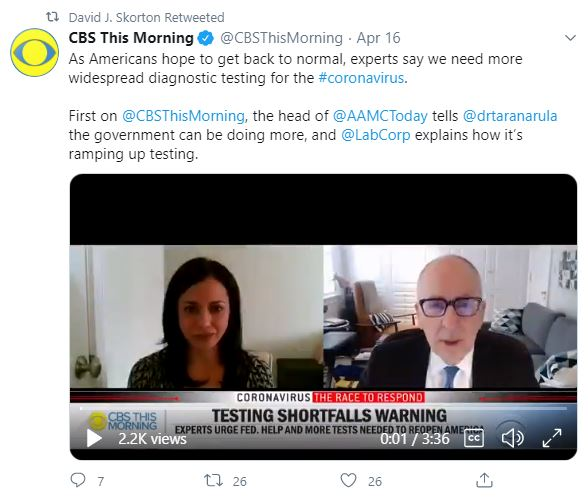 David J. Skorton Retweeted
CBS This Morning @CBSThisMorning · Apr 16
As Americans hope to get back to normal, experts say we need more
widespread diagnostic testing for the #coronavirus.
First on @CBSThisMorning, the head of @AAMCToday tells @drtaranarula
the government can be doing more, and @LabCorp explains how it's
ramping up testing.
CORONAVIRUS THE RACE TO RESPOND
CBS THIS MORNING TESTING SHORTFALLS WARNING
EXPERTS URGE FED. HELP AND MORE TESTS NEEDED TO REOPEN AMERICA
2.2K views 0:01 / 3:36 CC
7 26 26